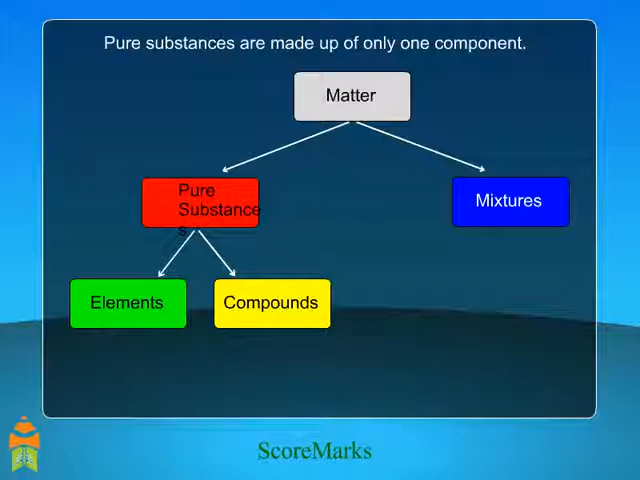 Pure substances are made up of only one component.
Matter
Pure
Substance
s
Mixtures
Elements
Compounds
ScoreMarks